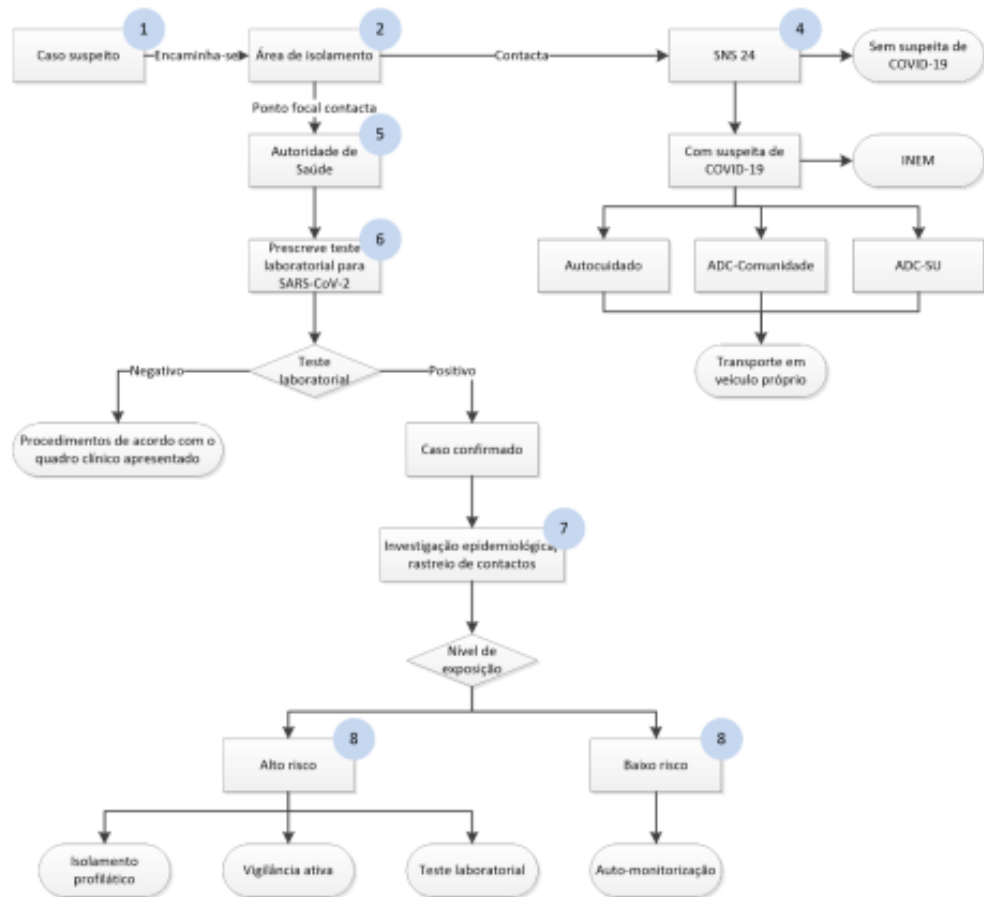 1
2
4
Caso suspeito
Encaminha-se
Área de isolamento
Contacta
SNS 24
Sem suspeita de
COVID-19
Ponto focal contacta
5
Autoridade de
Saúde
Com suspeita de
COVID-19
INEM
6
Prescreve teste
laboratorial para
SARS-CoV-2
Autocuidado
ADC-Comunidade
ADC-SU
Negativo
Teste
laboratorial
Positivo
Transporte em
veículo próprio
Procedimentos de acordo com o
quadro clínico apresentado
Caso confirmado
7
Investigação epidemiológica,
rastreio de contactos
Nível de
exposição
8
8
Alto risco
Baixo risco
Isolamento
profilático
Vigilância ativa
Teste laboratorial
Auto-monitorização